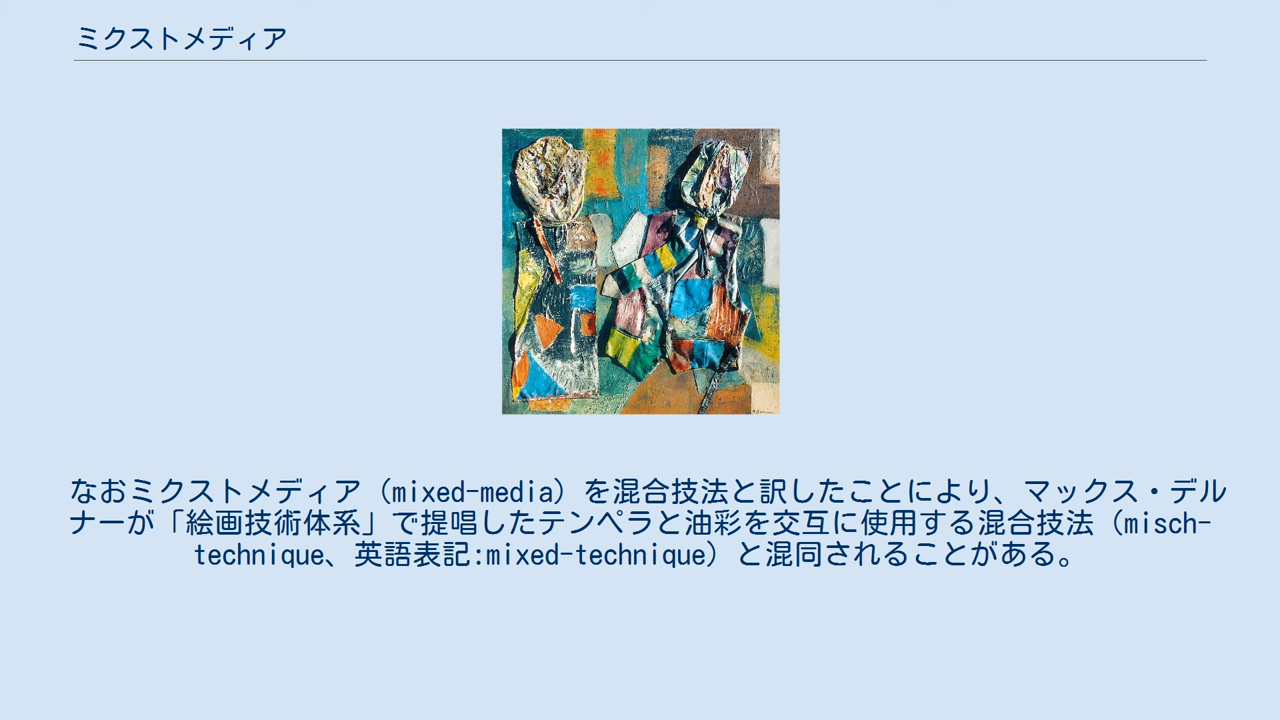 ミクストメディア
なおミクストメディア（mixed-media）を混合技法と訳したことにより、マックス・デル
ナーが「絵画技術体系」で提唱したテンペラと油彩を交互に使用する混合技法（misch-
technique、英語表記:mixed-technique）と混同されることがある。